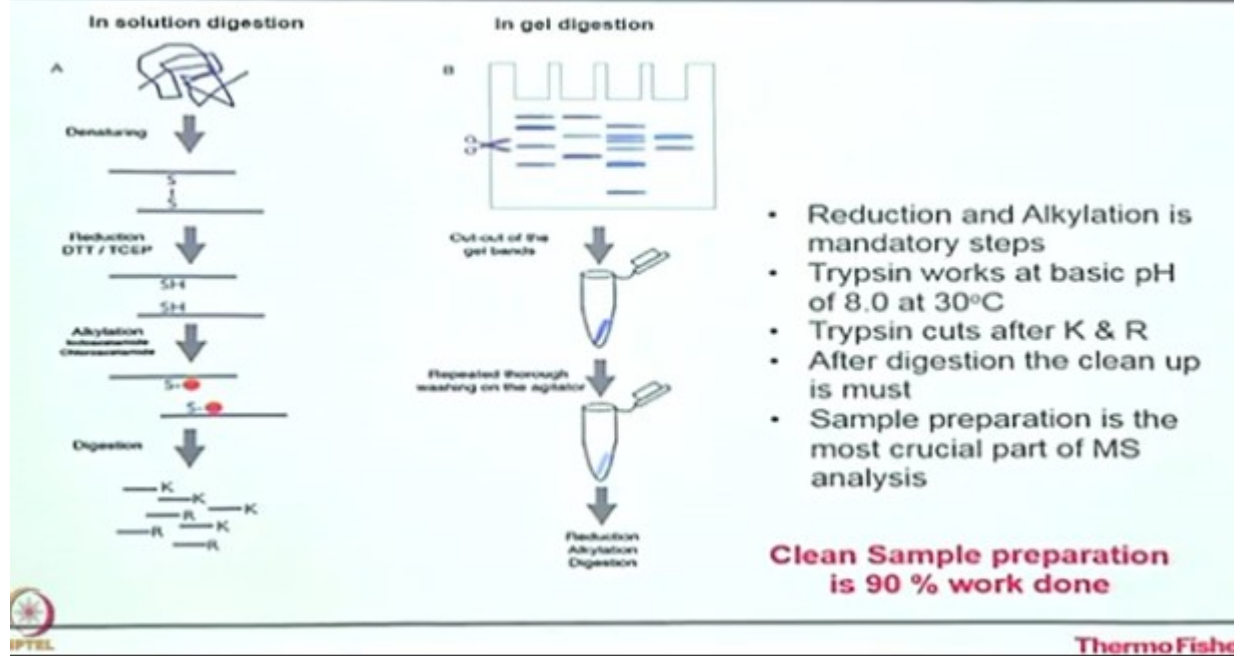 In solution digestion
A
Denaturing
S
S
Reduction
DTT / TCEP
SH
SH
Alkylation
Iodoacetamide
Chloroacetamide
S-
S-
Digestion
K
K
K
R
R
K
R
In gel digestion
B
Cut-out of the
gel bands
Repeated thorough
washing on the agitator
Reduction
Alkylation
Digestion
• Reduction and Alkylation is
mandatory steps
• Trypsin works at basic pH
of 8.0 at 30°C
• Trypsin cuts after K & R
• After digestion the clean up
is must
• Sample preparation is the
most crucial part of MS
analysis
Clean Sample preparation
is 90 % work done
IPTEL
ThermoFishe